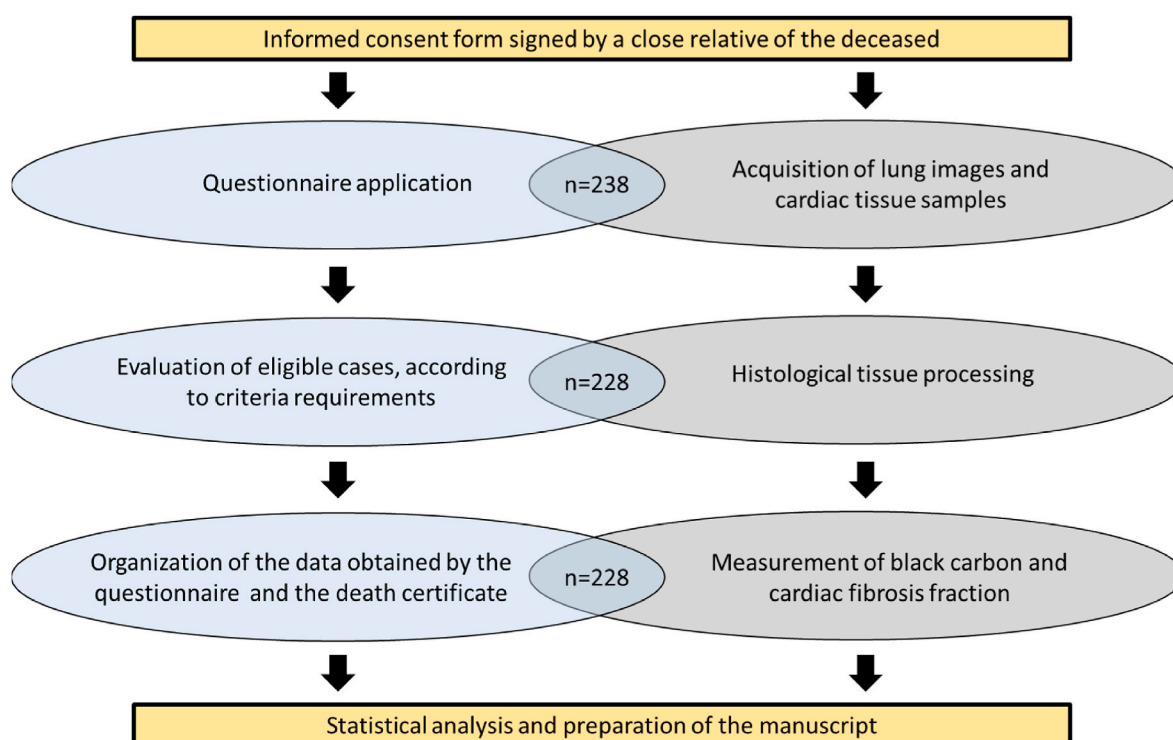 Informed consent form signed by a close relative of the deceased
Questionnaire application
n=238
Acquisition of lung images and
cardiac tissue samples
Evaluation of eligible cases, according
to criteria requirements
n=228
Histological tissue processing
Organization of the data obtained by the
questionnaire and the death certificate
n=228
Measurement of black carbon and
cardiac fibrosis fraction
Statistical analysis and preparation of the manuscript